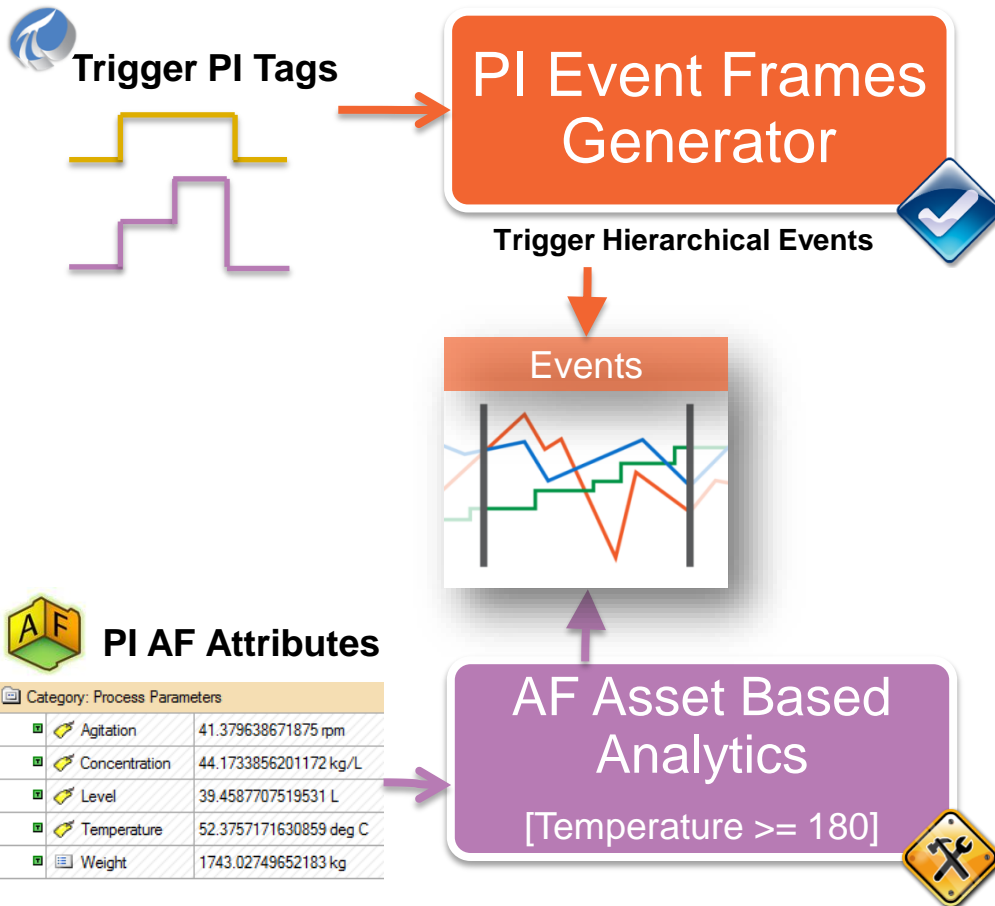 Trigger PI Tags
PI Event Frames
Generator
Trigger Hierarchical Events
Events
AF
PI AF Attributes
Category: Process Parameters
Agitation 41.379638671875 rpm
Concentration 44.1733856201172 kg/L
Level 39.4587707519531 L
Temperature 52.3757171630859 deg C
Weight 1743.02749652183 kg
AF Asset Based
Analytics
[Temperature >= 180]